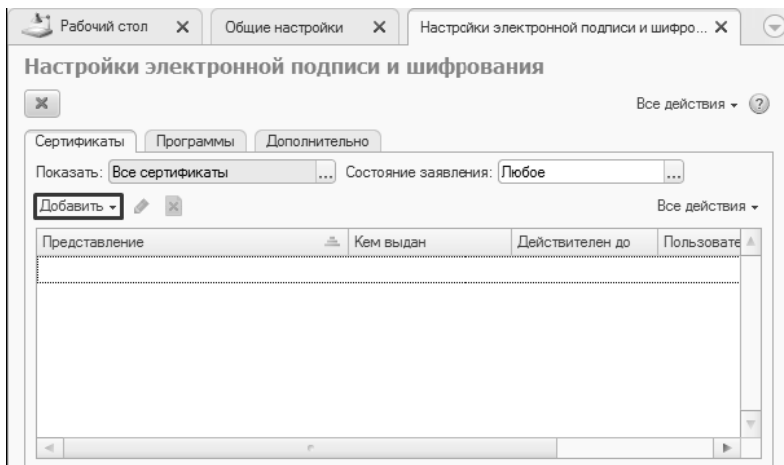 Рабочий стол Общие настройки Настройки электронной подписи и шифро...
Настройки электронной подписи и шифрования
Все действия
Сертификаты Программы Дополнительно
Показать: Все сертификаты ... Состояние заявления: Любое ...
Добавить Все действия
Представление Кем выдан Действителен до Пользовате